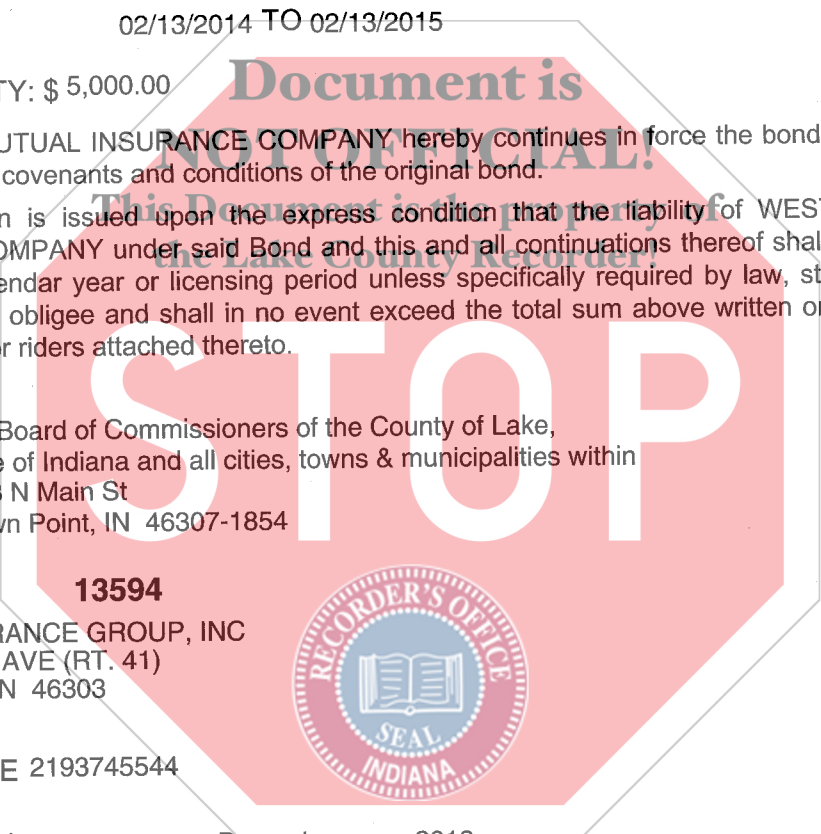 02/13/2014 TO 02/13/2015
TY: $ 5,000.00
Document is
UTUAL INSURANCE COMPANY hereby continues in force the bond
NOT OFFICIAL!
covenants and conditions of the original bond.
This Document is the property of
n is issued upon the express condition that the liability of WEST
OMPANY under said Bond and this and all continuations thereof shal
the Lake County Recorder!
endar year or licensing period unless specifically required by law, st
obligee and shall in no event exceed the total sum above written or
r riders attached thereto.
STOP
Board of Commissioners of the County of Lake,
e of Indiana and all cities, towns & municipalities within
N Main St
wn Point, IN 46307-1854
13594
RANCE GROUP, INC
AVE (RT. 41)
N 46303
RECORDER'S OFFICE
SEAL
INDIANA
E 2193745544